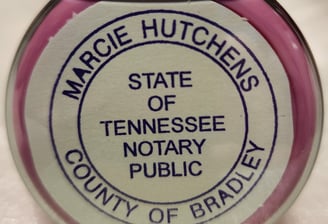 MARCIE HUTCHENS
STATE
OF
TENNESSEE
NOTARY
PUBLIC
COUNTY OF BRADLEY